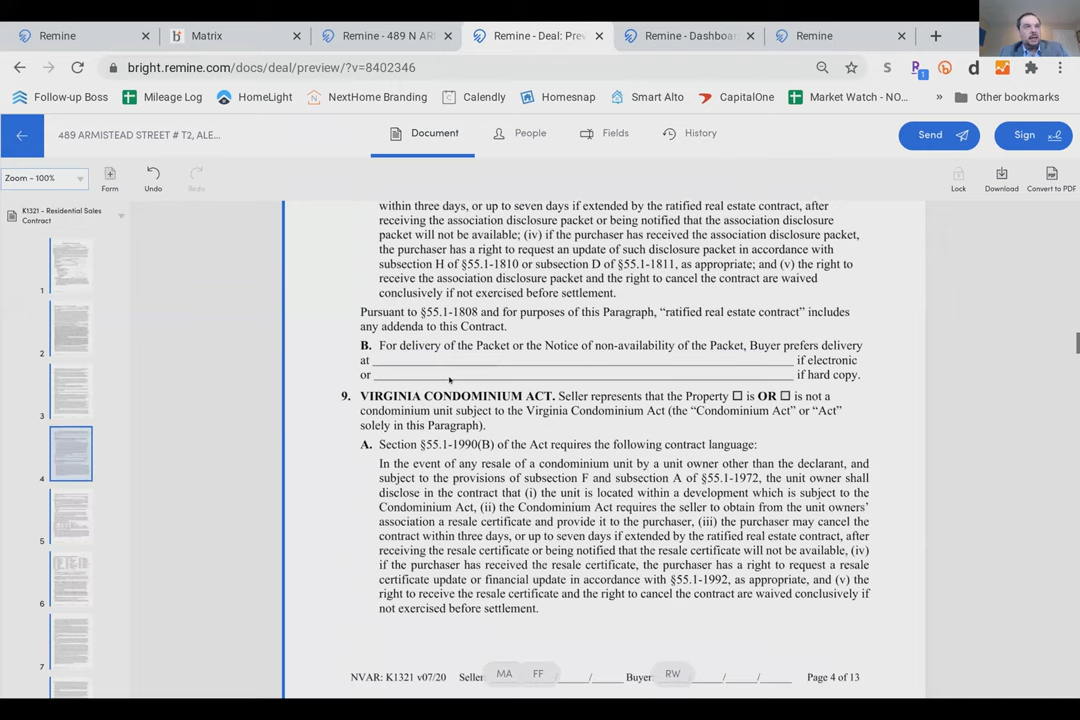 Remine
Matrix
Remine - 489 N AR
Remine - Deal: Prev
Remine - Dashboar
Remine
bright.remine.com/docs/deal/preview/?v=8402346
Follow-up Boss
Mileage Log
HomeLight
NextHome Branding
Calendly
Homesnap
Smart Alto
CapitalOne
Market Watch - NO...
Other bookmarks
489 ARMISTEAD STREET # T2, ALE...
Document
People
Fields
History
Send
Sign
Zoom - 100%
Form
Undo
Redo
Lock
Download
Convert to PDF
K1321 - Residential Sales
Contract
1
2
3
4
5
6
7
within three days, or up to seven days if extended by the ratified real estate contract, after
receiving the association disclosure packet or being notified that the association disclosure
packet will not be available; (iv) if the purchaser has received the association disclosure packet,
the purchaser has a right to request an update of such disclosure packet in accordance with
subsection H of §55.1-1810 or subsection D of §55.1-1811, as appropriate; and (v) the right to
receive the association disclosure packet and the right to cancel the contract are waived
conclusively if not exercised before settlement.
Pursuant to §55.1-1808 and for purposes of this Paragraph, “ratified real estate contract” includes
any addenda to this Contract.
B. For delivery of the Packet or the Notice of non-availability of the Packet, Buyer prefers delivery
at ____ if electronic
or ____ if hard copy.
9. VIRGINIA CONDOMINIUM ACT. Seller represents that the Property ☐ is OR ☐ is not a
condominium unit subject to the Virginia Condominium Act (the “Condominium Act” or “Act”
solely in this Paragraph).
A. Section §55.1-1990(B) of the Act requires the following contract language:
In the event of any resale of a condominium unit by a unit owner other than the declarant, and
subject to the provisions of subsection F and subsection A of §55.1-1972, the unit owner shall
disclose in the contract that (i) the unit is located within a development which is subject to the
Condominium Act, (ii) the Condominium Act requires the seller to obtain from the unit owners’
association a resale certificate and provide it to the purchaser, (iii) the purchaser may cancel the
contract within three days, or up to seven days if extended by the ratified real estate contract, after
receiving the resale certificate or being notified that the resale certificate will not be available, (iv)
if the purchaser has received the resale certificate, the purchaser has a right to request a resale
certificate update or financial update in accordance with §55.1-1992, as appropriate, and (v) the
right to receive the resale certificate and the right to cancel the contract are waived conclusively if
not exercised before settlement.
NVAR: K1321 v07/20 Seller: MA FF ___/___ Buyer: RW ___/___/___ Page 4 of 13